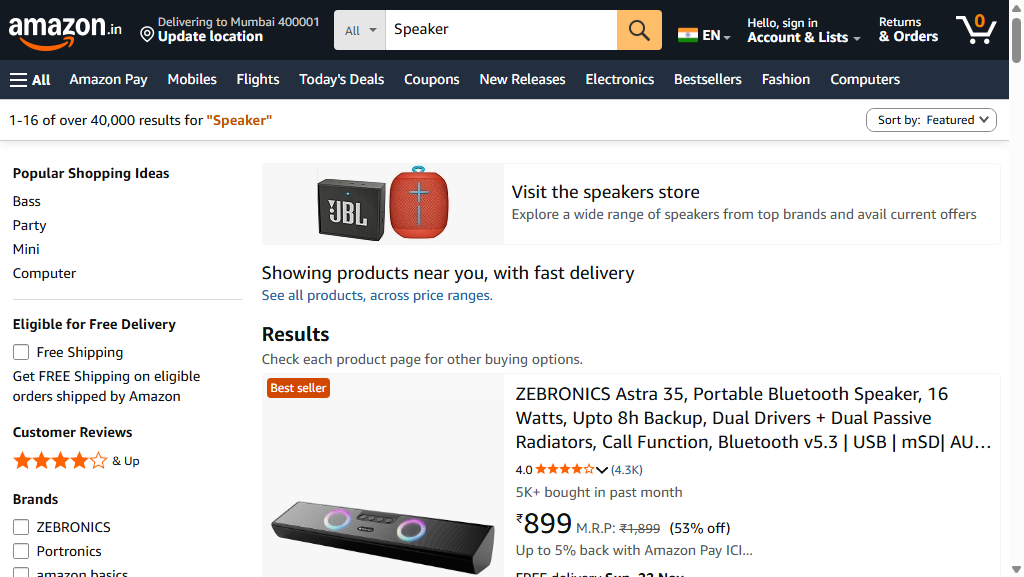 amazon.in
Delivering to Mumbai 400001
Update location
All
Speaker
EN
Hello, sign in
Account & Lists
Returns
& Orders
0
All
Amazon Pay
Mobiles
Flights
Today's Deals
Coupons
New Releases
Electronics
Bestsellers
Fashion
Computers
1-16 of over 40,000 results for "Speaker"
Sort by: Featured
Popular Shopping Ideas
Bass
Party
Mini
Computer
Eligible for Free Delivery
Free Shipping
Get FREE Shipping on eligible
orders shipped by Amazon
Customer Reviews
& Up
Brands
ZEBRONICS
Portronics
amazon basics
JBL
Visit the speakers store
Explore a wide range of speakers from top brands and avail current offers
Showing products near you, with fast delivery
See all products, across price ranges.
Results
Check each product page for other buying options.
Best seller
ZEBRONICS Astra 35, Portable Bluetooth Speaker, 16
Watts, Upto 8h Backup, Dual Drivers + Dual Passive
Radiators, Call Function, Bluetooth v5.3 | USB | mSD| AU…
4.0 (4.3K)
5K+ bought in past month
₹899 M.R.P: ₹1,899 (53% off)
Up to 5% back with Amazon Pay ICI…
FREE delivery Sun, 23 Nov